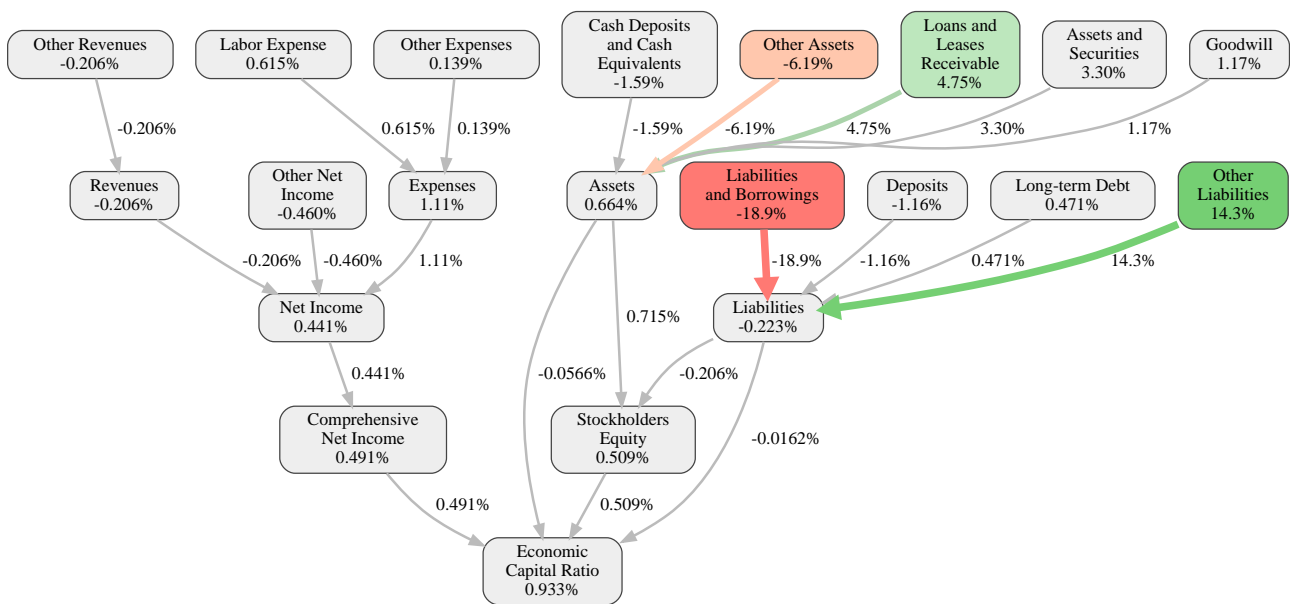 Other Revenues
-0.206%
Labor Expense
0.615%
Other Expenses
0.139%
Cash Deposits
and Cash
Equivalents
-1.59%
Other Assets
-6.19%
Loans and
Leases
Receivable
4.75%
Assets and
Securities
3.30%
Goodwill
1.17%
-0.206%
0.615%
0.139%
-1.59%
-6.19%
4.75%
3.30%
1.17%
Revenues
-0.206%
Other Net
Income
-0.460%
Expenses
1.11%
Assets
0.664%
Liabilities
and Borrowings
-18.9%
Deposits
-1.16%
Long-term Debt
0.471%
Other
Liabilities
14.3%
-0.206%
-0.460%
1.11%
-18.9%
-1.16%
0.471%
14.3%
Net Income
0.441%
0.715%
Liabilities
-0.223%
0.441%
-0.0566%
-0.206%
Comprehensive
Net Income
0.491%
Stockholders
Equity
0.509%
-0.0162%
0.491%
0.509%
Economic
Capital Ratio
0.933%